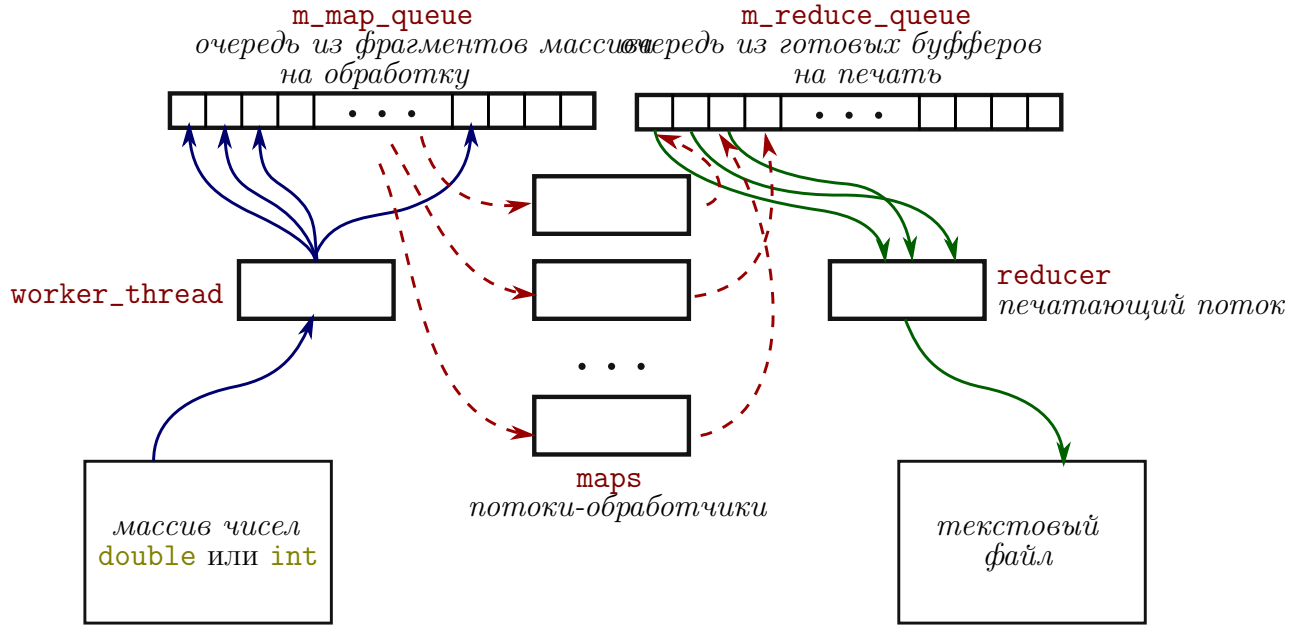 m_map_queue
очередь из фрагментов массива
на обработку
m_reduce_queue
очередь из готовых буфферов
на печать
worker_thread
reducer
печатающий поток
maps
потоки-обработчики
массив чисел
double или int
текстовый
файл